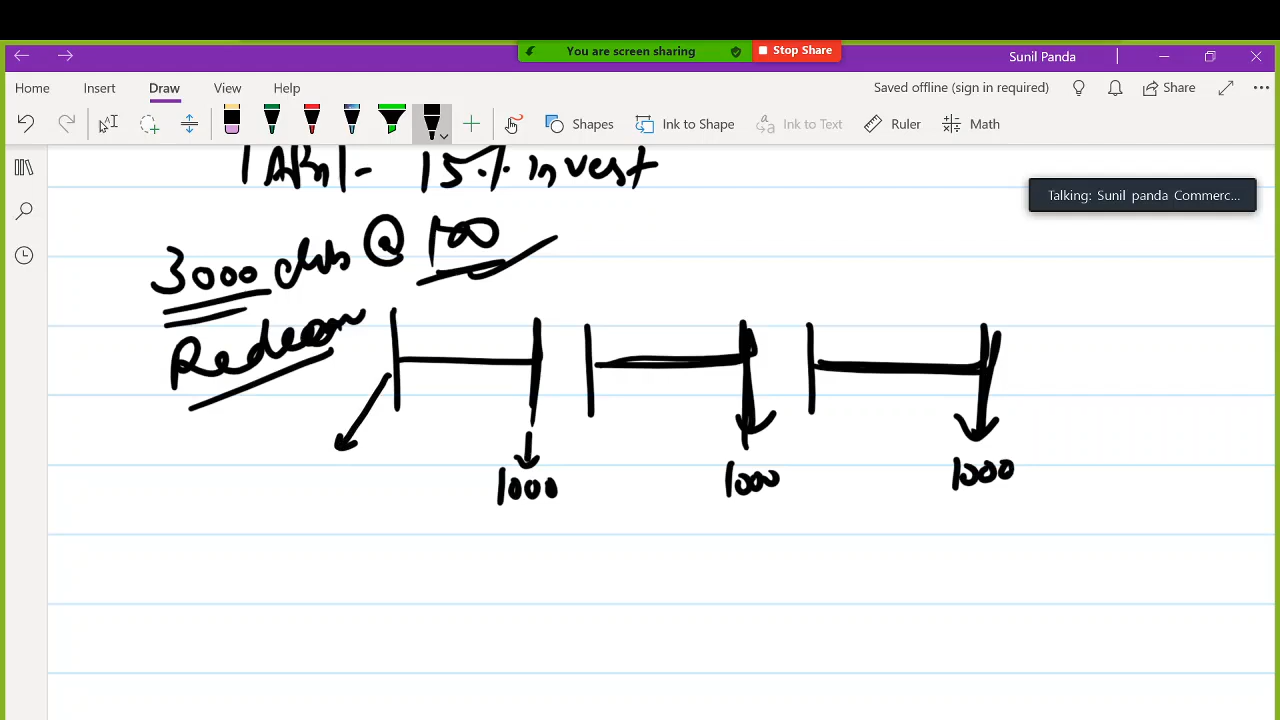 You are screen sharing Stop Share
Sunil Panda
Home Insert Draw View Help Saved offline (sign in required) Share
Shapes Ink to Shape Ink to Text Ruler Math
1 April - 15% invest
Talking: Sunil panda Commerc...
3000 debs @ 100
Redeem
1000 1000 1000